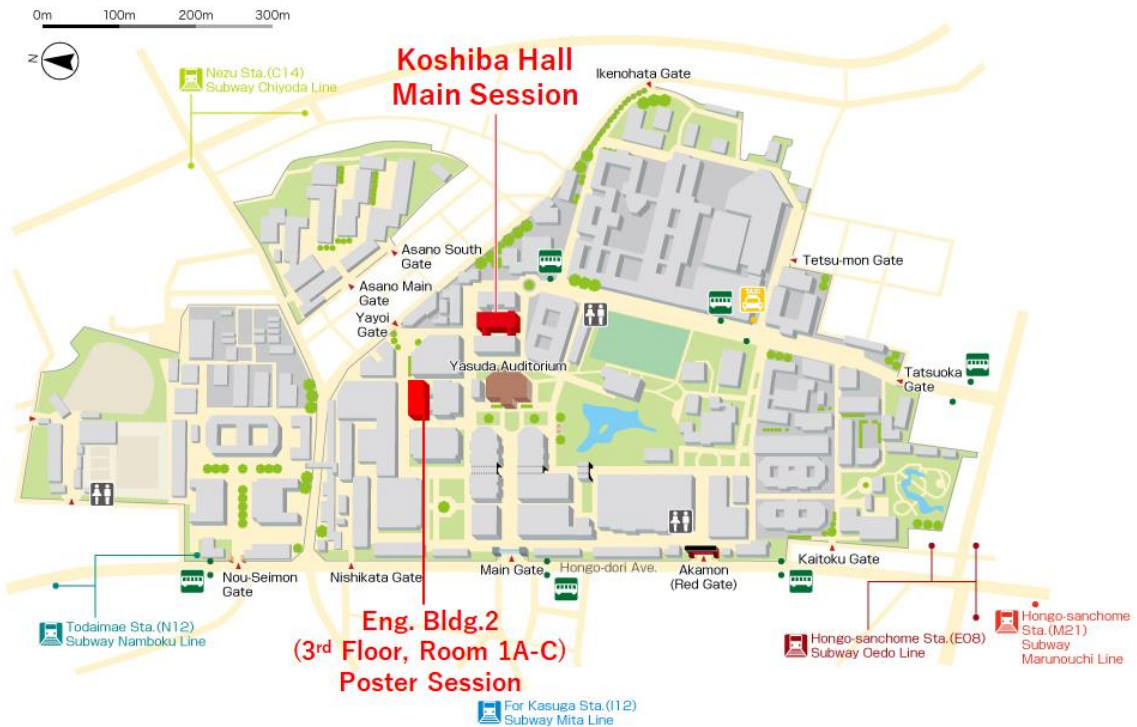 0m 100m 200m 300m
N
Nezu Sta.(C14)
Subway Chiyoda Line
Koshiba Hall
Main Session
Ikenohata Gate
Asano South
Gate
Asano Main
Gate
Yayoi
Gate
Tetsu-mon Gate
TAXI
Yasuda Auditorium
Tatsuoka
Gate
Nou-Seimon
Gate
Nishikata Gate
Main Gate
Hongo-dori Ave.
Akamon
(Red Gate)
Kaitoku Gate
Todaimae Sta.(N12)
Subway Namboku Line
Eng. Bldg.2
(3rd Floor, Room 1A-C)
Poster Session
Hongo-sanchome Sta.(E08)
Subway Oedo Line
Hongo-sanchome
Sta.(M21)
Subway
Marunouchi Line
For Kasuga Sta.(I12)
Subway Mita Line